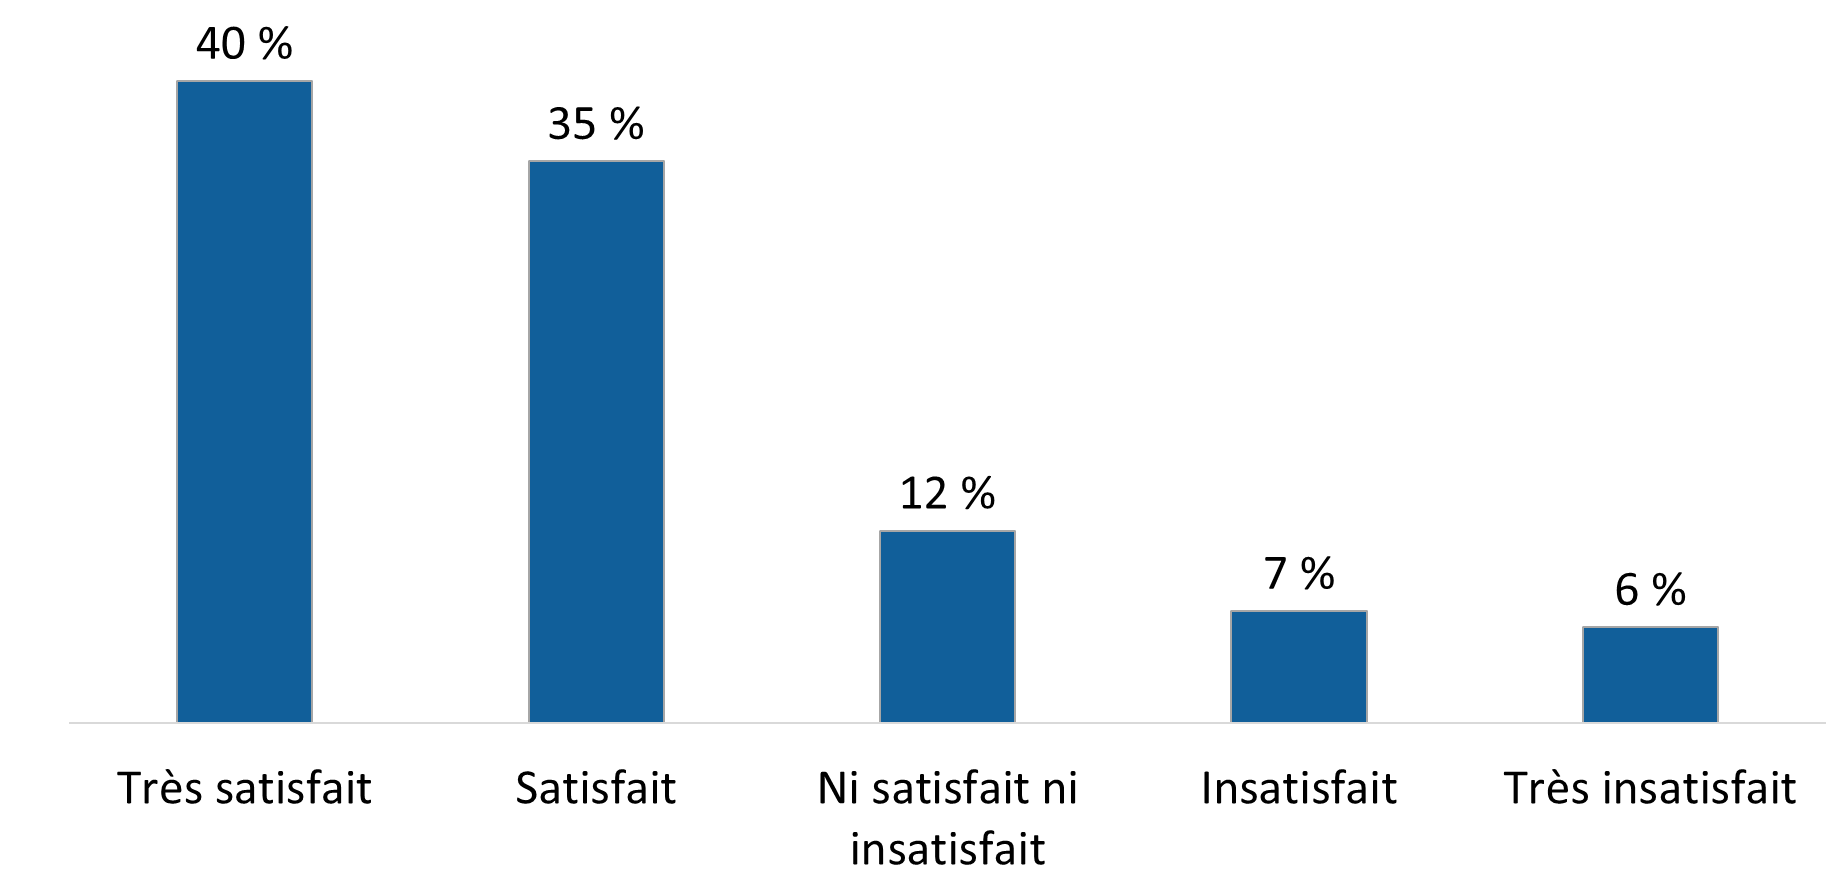 40 %
35 %
12 %
7 %
6 %
Très satisfait
Satisfait
Ni satisfait ni
insatisfait
Insatisfait
Très insatisfait